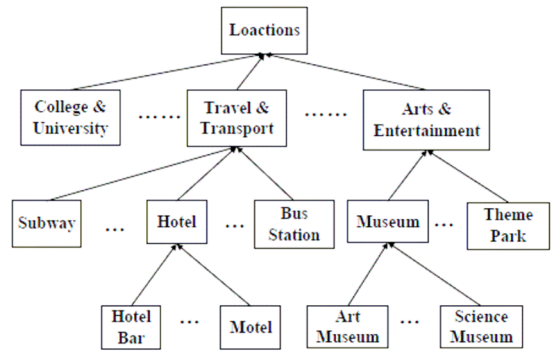 Loactions
College &
University
……
Travel &
Transport
……
Arts &
Entertainment
Subway
...
Hotel
...
Bus
Station
Museum
...
Theme
Park
Hotel
Bar
...
Motel
Art
Museum
...
Science
Museum